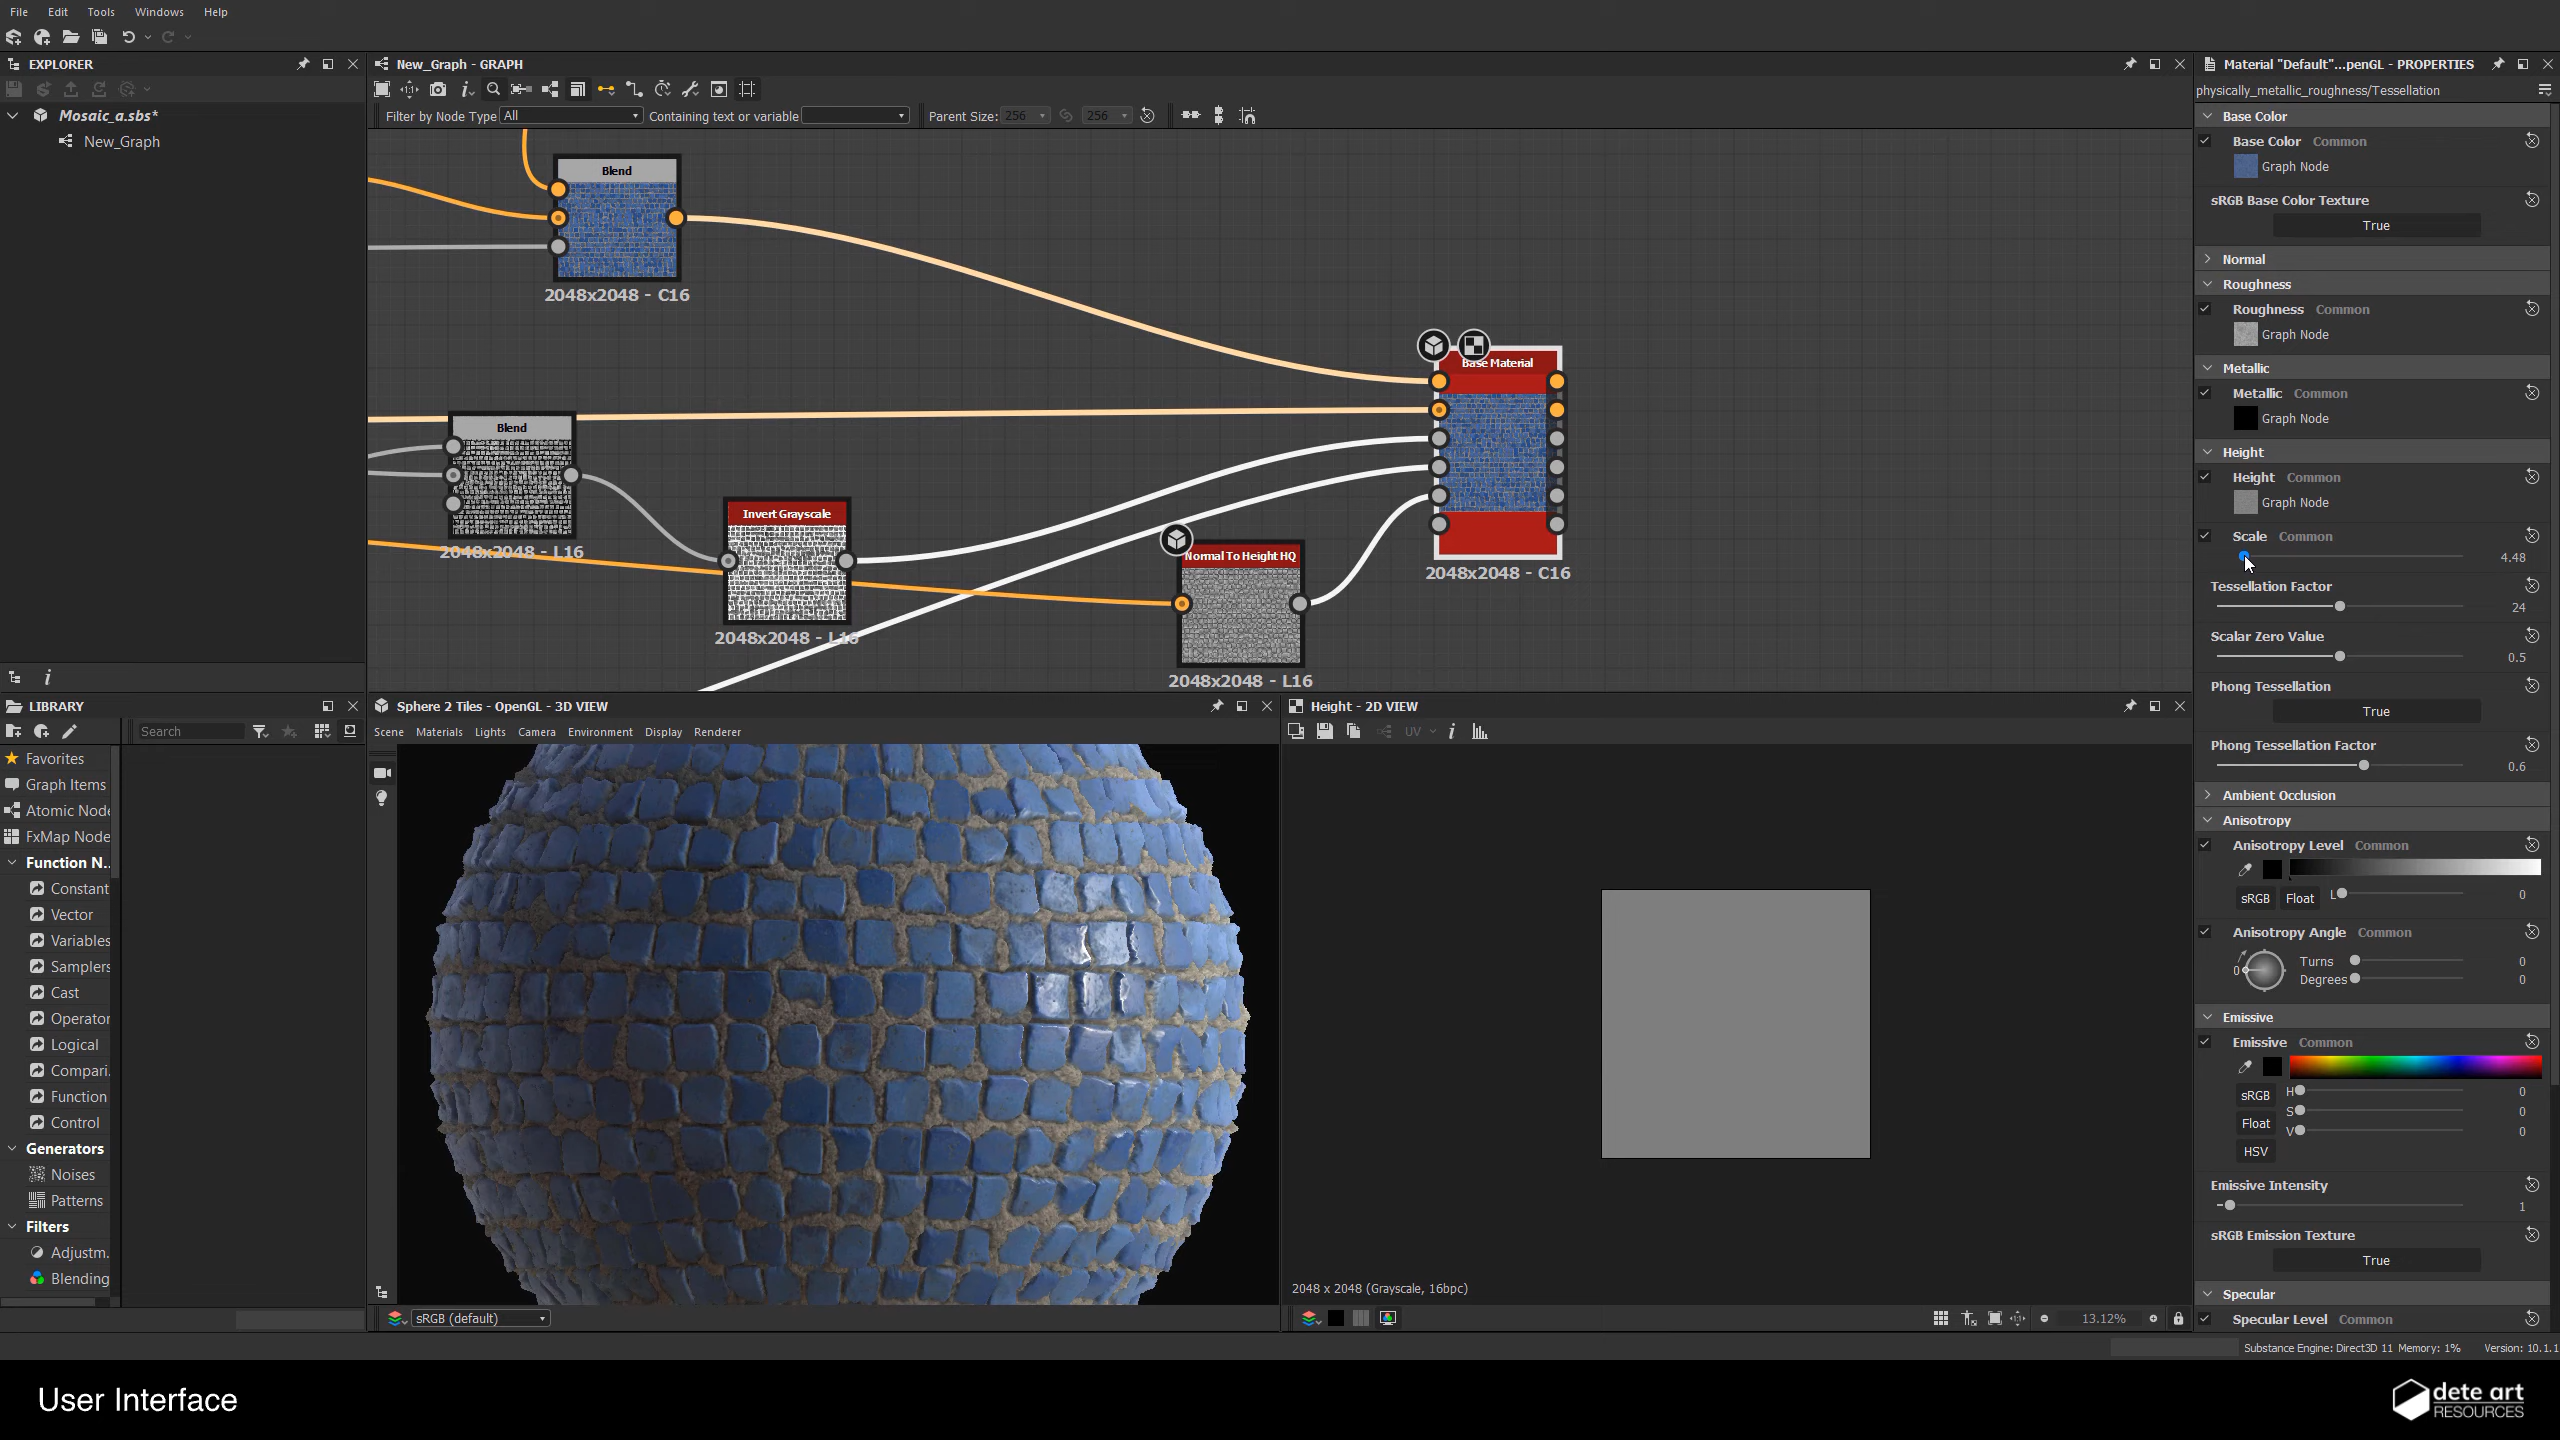 File Edit Tools Windows Help
EXPLORER
Mosaic_a.sbs*
New_Graph
New_Graph - GRAPH
Filter by Node Type All Containing text or variable Parent Size: 256 256
Blend
2048x2048 - C16
Blend
2048x2048 - L16
Invert Grayscale
2048x2048 - L16
Normal To Height HQ
2048x2048 - L16
Base Material
2048x2048 - C16
Material "Default"...penGL - PROPERTIES
physically_metallic_roughness/Tessellation
Base Color
Base Color Common
Graph Node
sRGB Base Color Texture
True
Normal
Roughness
Roughness Common
Graph Node
Metallic
Metallic Common
Graph Node
Height
Height Common
Graph Node
Scale Common
4.48
Tessellation Factor
24
Scalar Zero Value
0.5
Phong Tessellation
True
Phong Tessellation Factor
0.6
Ambient Occlusion
Anisotropy
Anisotropy Level Common
sRGB Float L 0
Anisotropy Angle Common
0 Turns 0
Degrees 0
Emissive
Emissive Common
sRGB H 0
S 0
Float V 0
HSV
Emissive Intensity
1
sRGB Emission Texture
True
Specular
Specular Level Common
LIBRARY
Search
Favorites
Graph Items
Atomic Node
FxMap Node
Function N..
Constant
Vector
Variables
Samplers
Cast
Operator
Logical
Compari.
Function
Control
Generators
Noises
Patterns
Filters
Adjustm.
Blending
Sphere 2 Tiles - OpenGL - 3D VIEW
Scene Materials Lights Camera Environment Display Renderer
sRGB (default)
Height - 2D VIEW
UV
2048 x 2048 (Grayscale, 16bpc)
13.12%
Substance Engine: Direct3D 11 Memory: 1% Version: 10.1.1
User Interface
dete art
RESOURCES